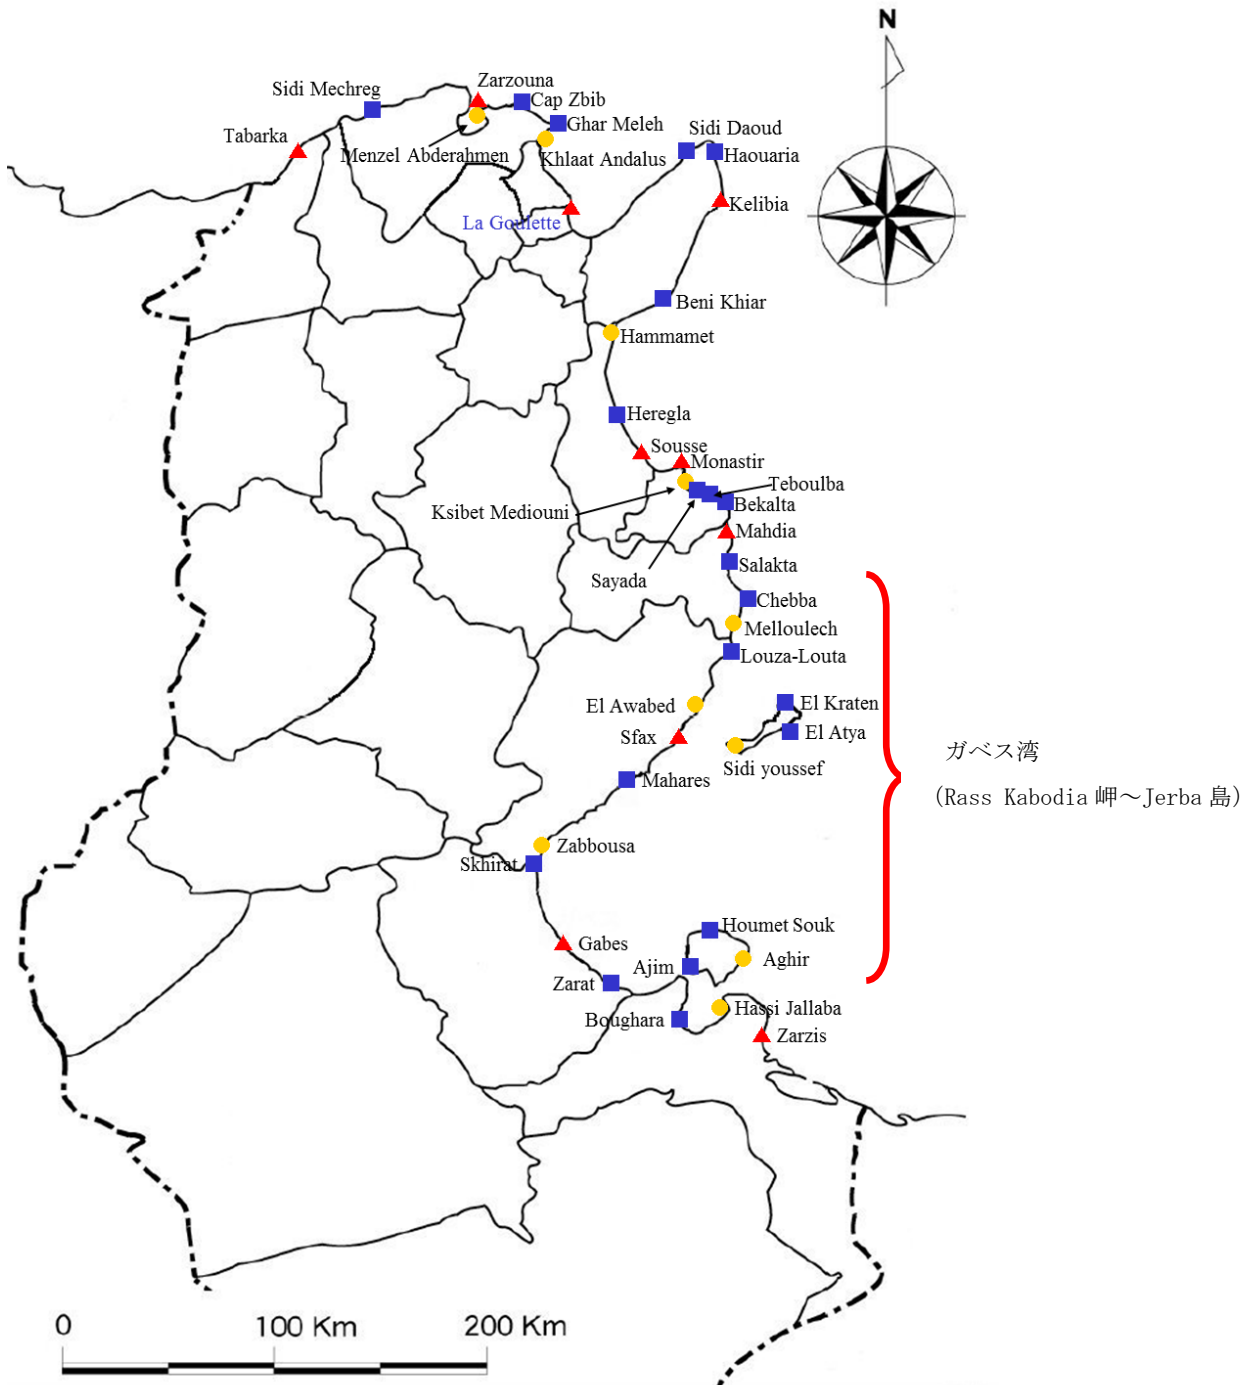 N
Zarzouna
Sidi Mechreg
Cap Zbib
Ghar Meleh
Tabarka
Sidi Daoud
Menzel Abderahmen
Khlaat Andalus
Haouaria
Kelibia
La Goulette
Beni Khiar
Hammamet
Heregla
Sousse
Monastir
Teboulba
Ksibet Mediouni
Bekalta
Mahdia
Salakta
Sayada
Chebba
Melloulech
Louza-Louta
El Awabed
El Kraten
Sfax
El Atya
ガベス湾
Sidi youssef
Mahares
(Rass Kabodia 岬～Jerba 島)
Zabbousa
Skhirat
Houmet Souk
Gabes
Aghir
Ajim
Zarat
Hassi Jallaba
Boughara
Zarzis
0 100 Km 200 Km